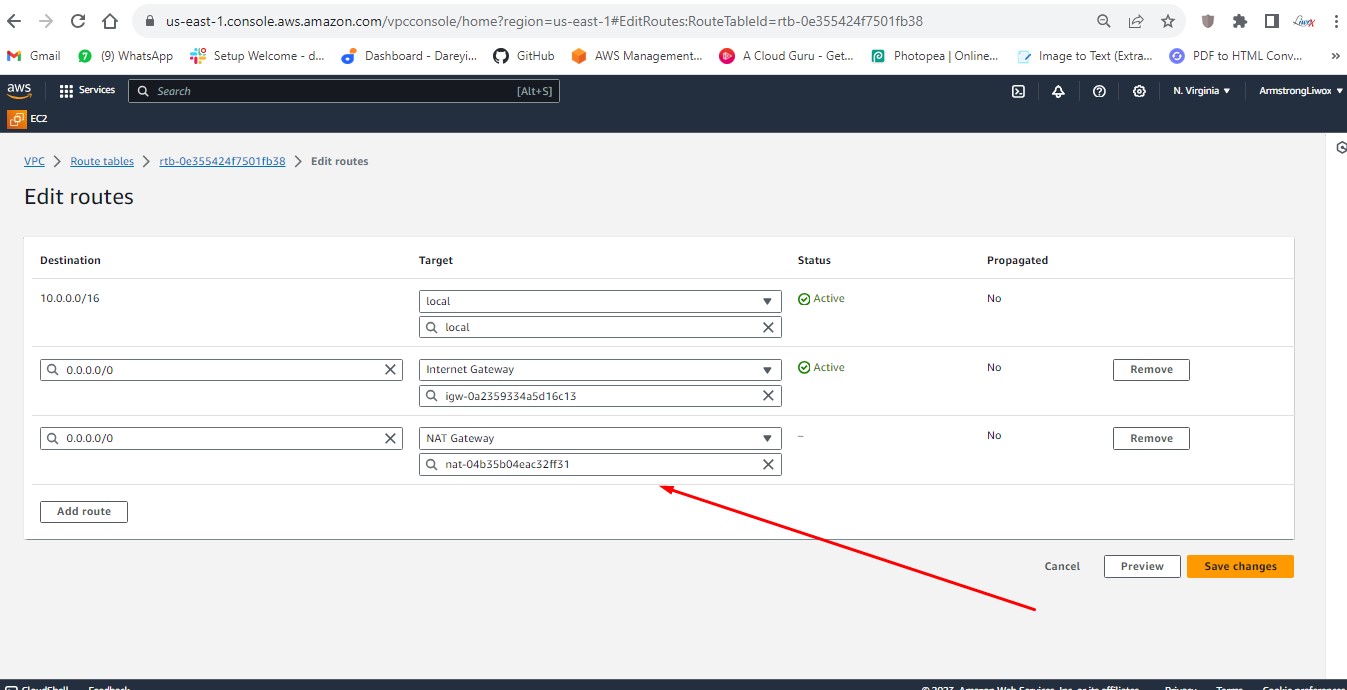 us-east-1.console.aws.amazon.com/vpcconsole/home?region=us-east-1#EditRoutes:RouteTableId=rtb-0e355424f7501fb38
Gmail (9) WhatsApp Setup Welcome - d... Dashboard - Dareyi... GitHub AWS Management... A Cloud Guru - Get... Photopea | Online... Image to Text (Extra... PDF to HTML Conv... »
aws Services Search [Alt+S] N. Virginia ArmstrongLiwox
EC2
VPC > Route tables > rtb-0e355424f7501fb38 > Edit routes
Edit routes
Destination Target Status Propagated
10.0.0.0/16 local Active No
local
0.0.0.0/0 Internet Gateway Active No Remove
igw-0a2359334a5d16c13
0.0.0.0/0 NAT Gateway – No Remove
nat-04b35b04eac32ff31
Add route
Cancel Preview Save changes
CloudShell Feedback © 2023, Amazon Web Services, Inc. or its affiliates. Privacy Terms Cookie preferences